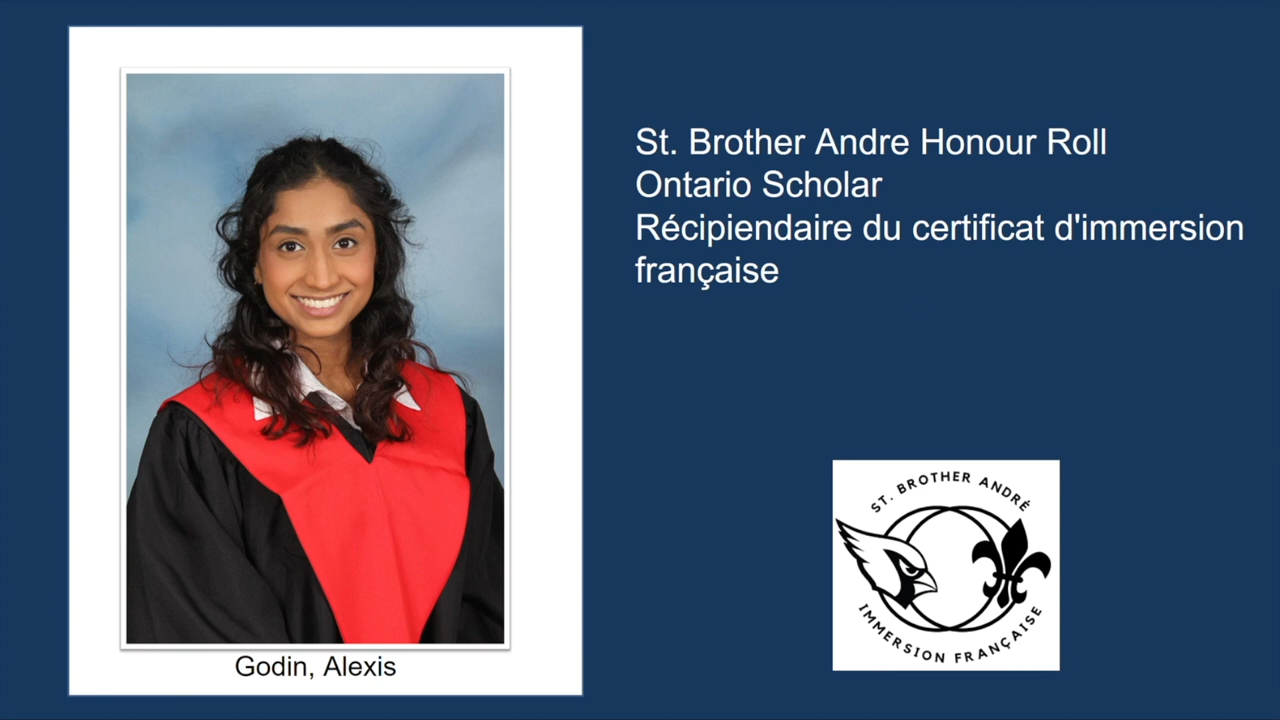 St. Brother Andre Honour Roll
Ontario Scholar
Récipiendaire du certificat d'immersion
française
Godin, Alexis
ST. BROTHER ANDRÉ
IMMERSION FRANÇAISE